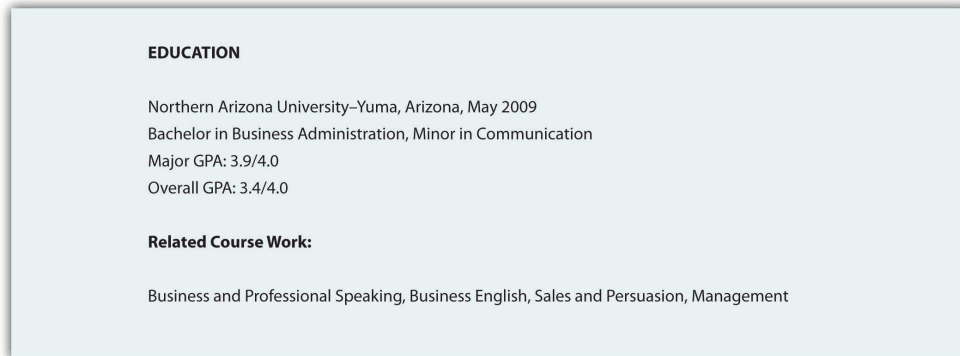 EDUCATION
Northern Arizona University–Yuma, Arizona, May 2009
Bachelor in Business Administration, Minor in Communication
Major GPA: 3.9/4.0
Overall GPA: 3.4/4.0
Related Course Work:
Business and Professional Speaking, Business English, Sales and Persuasion, Management